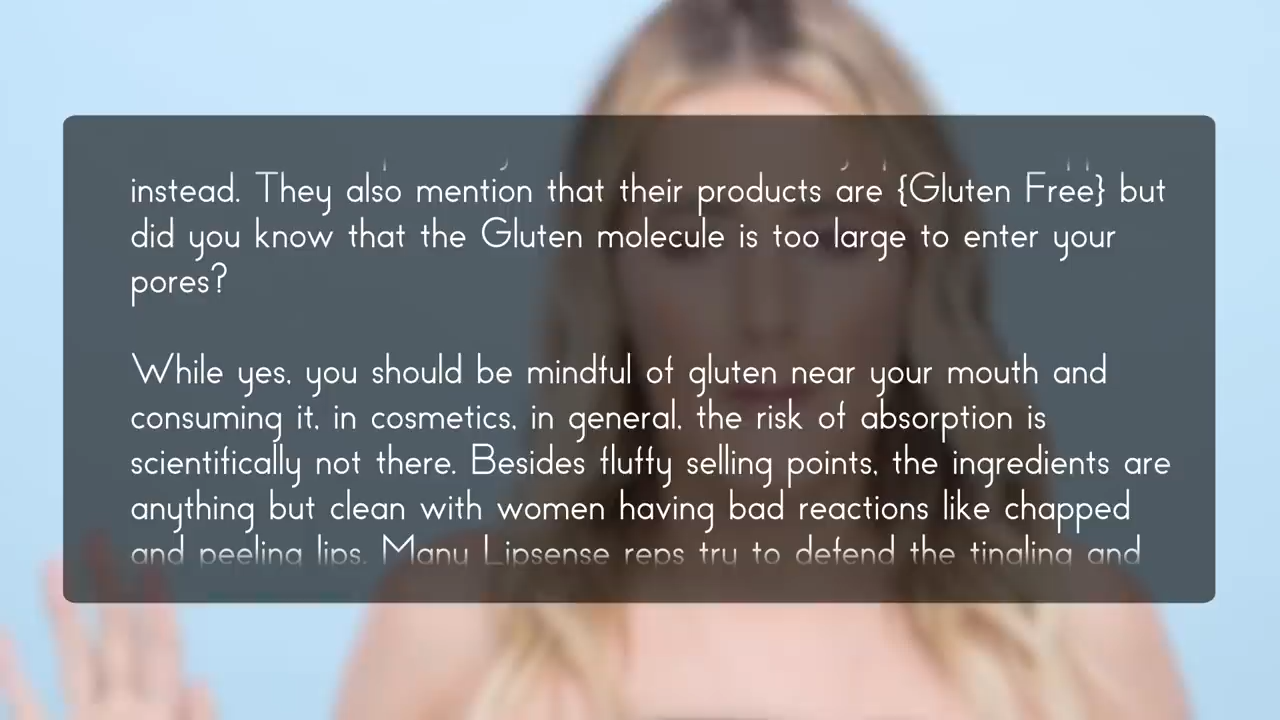 instead. They also mention that their products are {Gluten Free} but
did you know that the Gluten molecule is too large to enter your
pores?
While yes, you should be mindful of gluten near your mouth and
consuming it, in cosmetics, in general, the risk of absorption is
scientifically not there. Besides fluffy selling points, the ingredients are
anything but clean with women having bad reactions like chapped
and peeling lips. Many Lipsense reps try to defend the tingling and